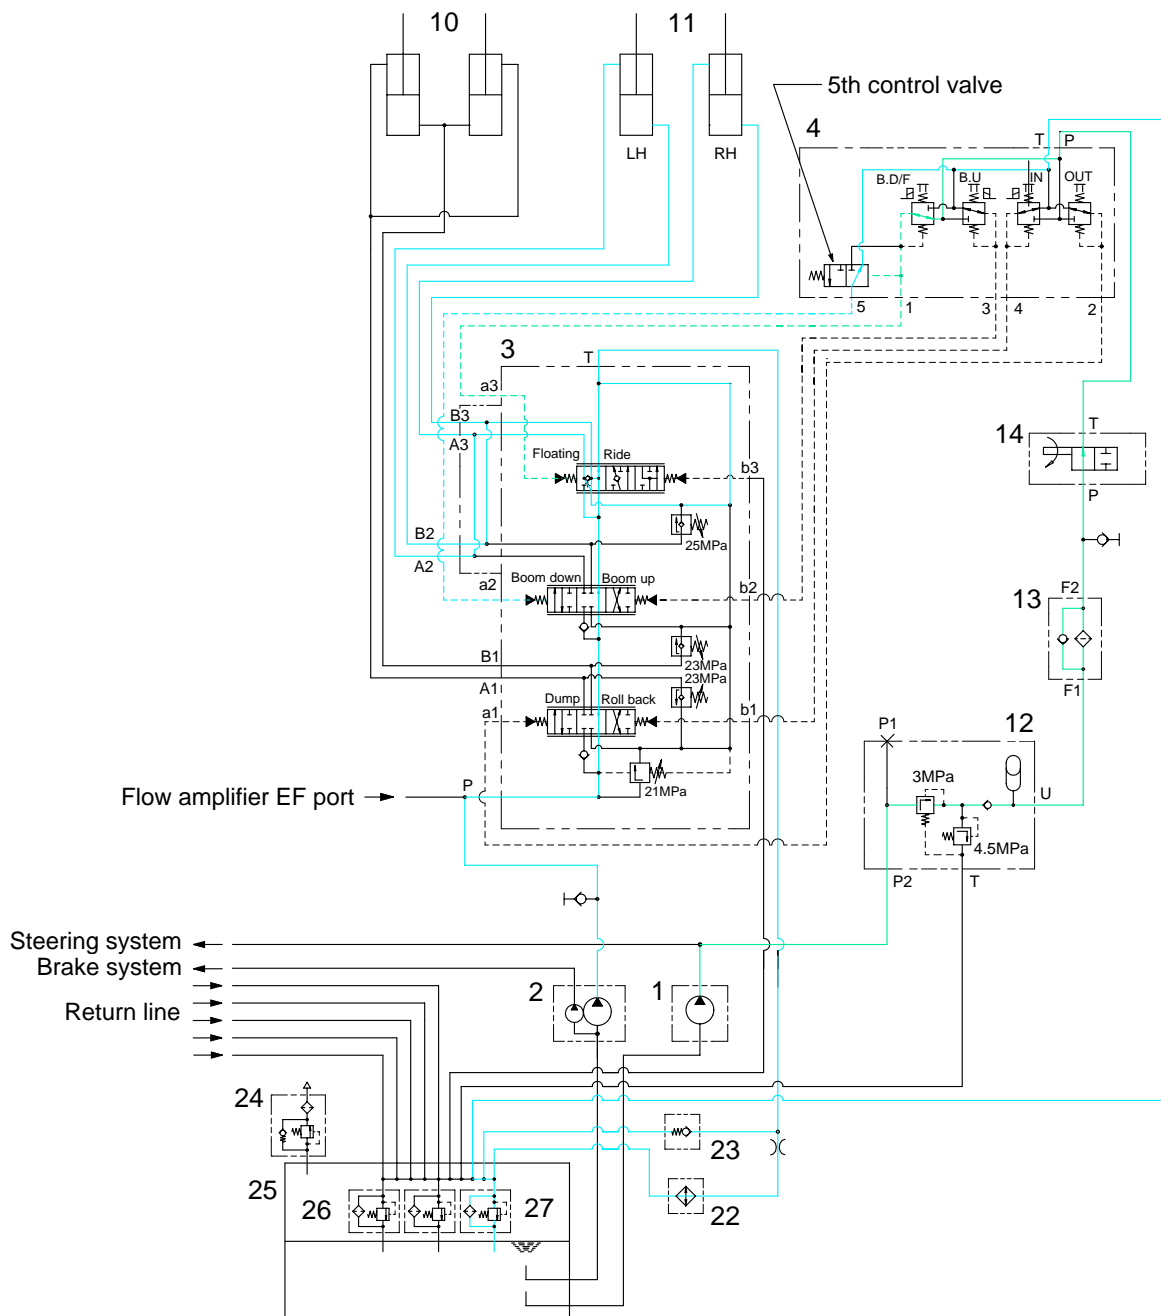 10
11
5th control valve
4
T
P
LH
RH
B.D/F
B.U
IN
OUT
5
1
3
4
2
3
T
a3
B3
A3
Floating
Ride
b3
14
T
P
B2
A2
a2
25MPa
Boom down
Boom up
b2
13
F2
F1
B1
A1
a1
23MPa
23MPa
Dump
Roll back
b1
P1
12
3MPa
U
4.5MPa
P2
T
Flow amplifier EF port
P
21MPa
Steering system
Brake system
Return line
2
1
24
23
25
26
27
22